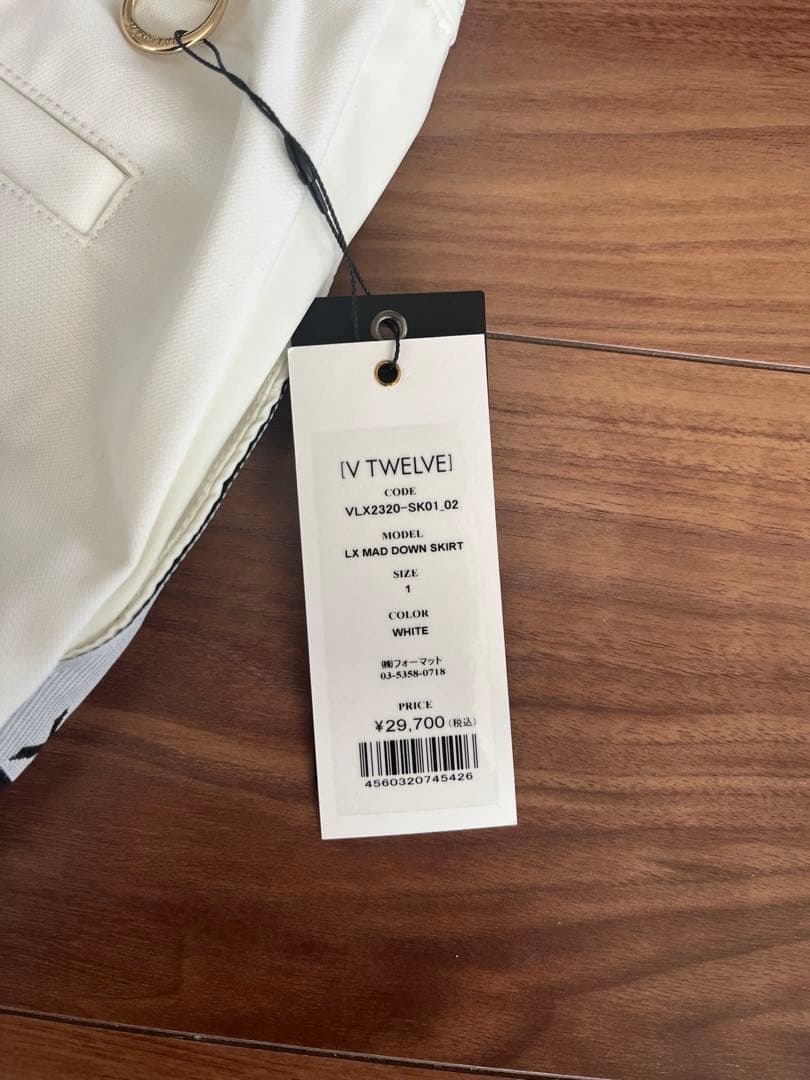 [V TWELVE]
CODE
VLX2320-SK01_02
MODEL
LX MAD DOWN SKIRT
SIZE
1
COLOR
WHITE
㈱フォーマット
03-5358-0718
PRICE
¥29,700(税込)
4560320745426